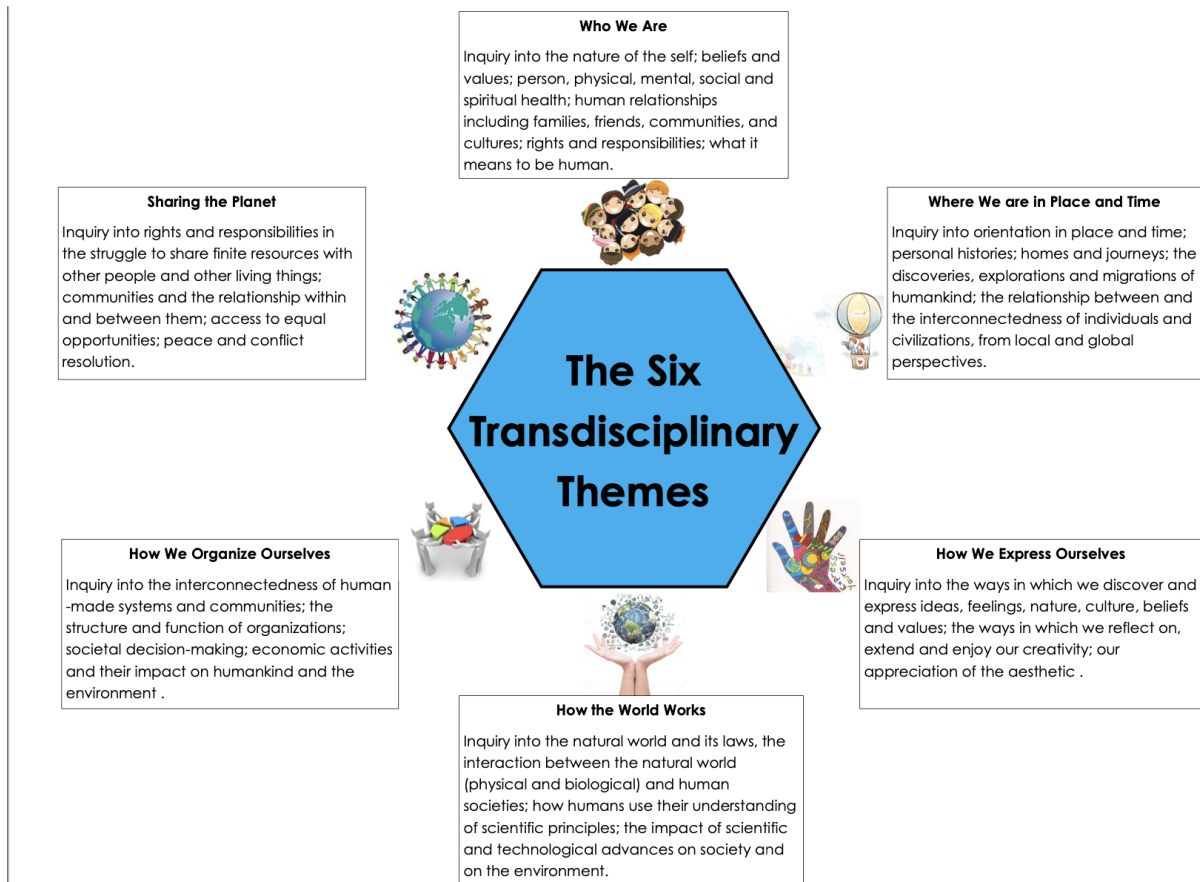 Who We Are
Inquiry into the nature of the self; beliefs and
values; person, physical, mental, social and
spiritual health; human relationships
including families, friends, communities, and
cultures; rights and responsibilities; what it
means to be human.
Sharing the Planet
Inquiry into rights and responsibilities in
the struggle to share finite resources with
other people and other living things;
communities and the relationship within
and between them; access to equal
opportunities; peace and conflict
resolution.
Where We are in Place and Time
Inquiry into orientation in place and time;
personal histories; homes and journeys; the
discoveries, explorations and migrations of
humankind; the relationship between and
the interconnectedness of individuals and
civilizations, from local and global
perspectives.
The Six
Transdisciplinary
Themes
How We Organize Ourselves
Inquiry into the interconnectedness of human
-made systems and communities; the
structure and function of organizations;
societal decision-making; economic activities
and their impact on humankind and the
environment .
How We Express Ourselves
Inquiry into the ways in which we discover and
express ideas, feelings, nature, culture, beliefs
and values; the ways in which we reflect on,
extend and enjoy our creativity; our
appreciation of the aesthetic .
express
yourself
How the World Works
Inquiry into the natural world and its laws, the
interaction between the natural world
(physical and biological) and human
societies; how humans use their understanding
of scientific principles; the impact of scientific
and technological advances on society and
on the environment.